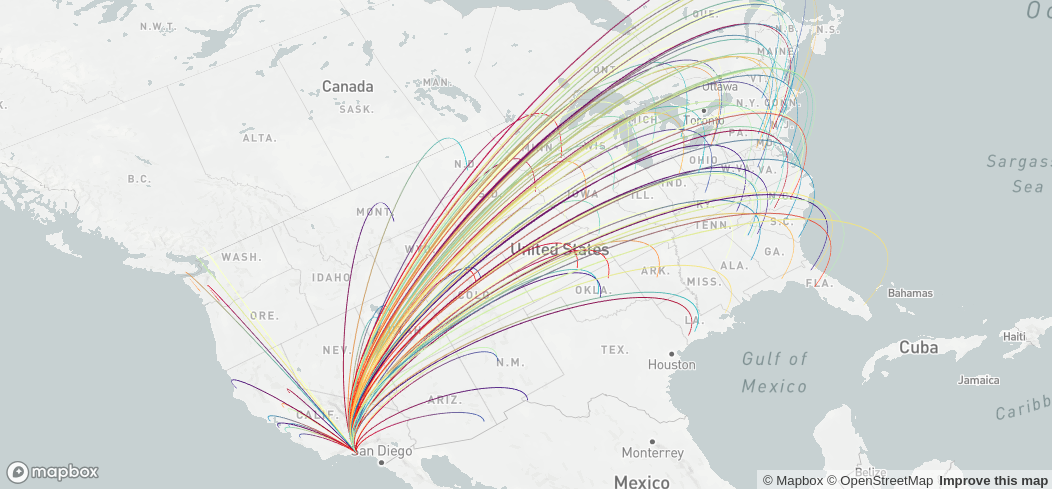 QUE.
N.B.
N.S.
N.W.T.
MAINE
ONT.
Canada
MAN.
VT.
Ottawa
SASK.
N.Y.
CONN.
MICH.
Toronto
N.J.
ALTA.
PA.
MINN.
WIS.
MD.
N.D.
OHIO
Sargass
Sea
B.C.
W.VA.
VA.
IND.
S.D.
IOWA
ILL.
MONT.
KY.
N.C.
TENN.
S.C.
United States
WASH.
GA.
ARK.
ALA.
IDAHO
MISS.
FLA.
COLO.
OKLA.
Bahamas
ORE.
LA.
UTAH
Haiti
NEV.
TEX.
Cuba
N.M.
Gulf of
Mexico
Houston
Jamaica
ARIZ.
CALIF.
Caribb
San Diego
Monterrey
mapbox
Mexico
Belize
© Mapbox © OpenStreetMap Improve this map